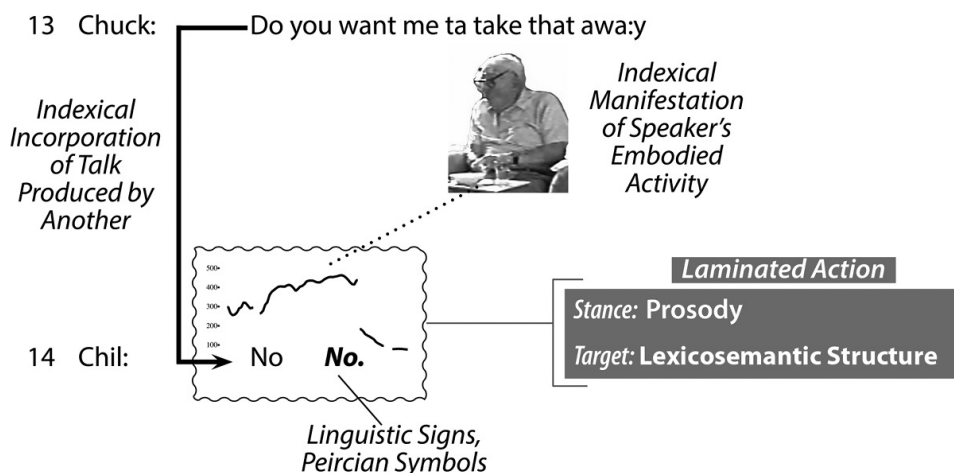 13 Chuck: Do you want me ta take that awa:y
Indexical
Incorporation
of Talk
Produced by
Another
Indexical
Manifestation
of Speaker's
Embodied
Activity
500
400
300
200
100
Laminated Action
Stance: Prosody
Target: Lexicosemantic Structure
14 Chil: No No.
Linguistic Signs,
Peircian Symbols